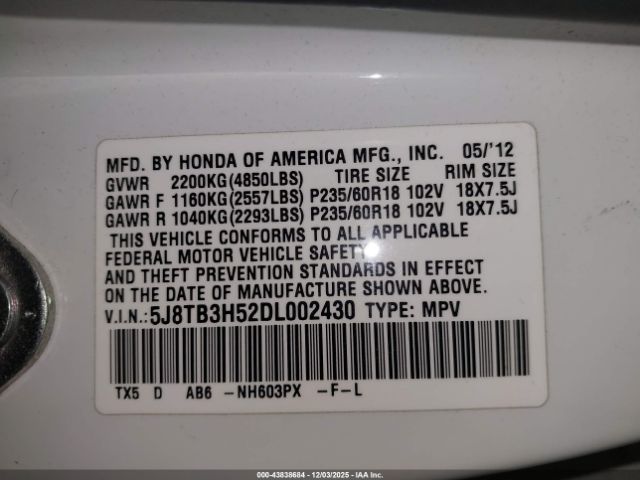 MFD. BY HONDA OF AMERICA MFG., INC. 05/'12
GVWR 2200KG(4850LBS) TIRE SIZE RIM SIZE
GAWR F 1160KG(2557LBS) P235/60R18 102V 18X7.5J
GAWR R 1040KG(2293LBS) P235/60R18 102V 18X7.5J
THIS VEHICLE CONFORMS TO ALL APPLICABLE
FEDERAL MOTOR VEHICLE SAFETY
AND THEFT PREVENTION STANDARDS IN EFFECT
ON THE DATE OF MANUFACTURE SHOWN ABOVE.
V.I.N.:5J8TB3H52DL002430 TYPE: MPV
TX5 D AB6 -NH603PX -F-L
000-43838684 - 12/03/2025 - IAA Inc.